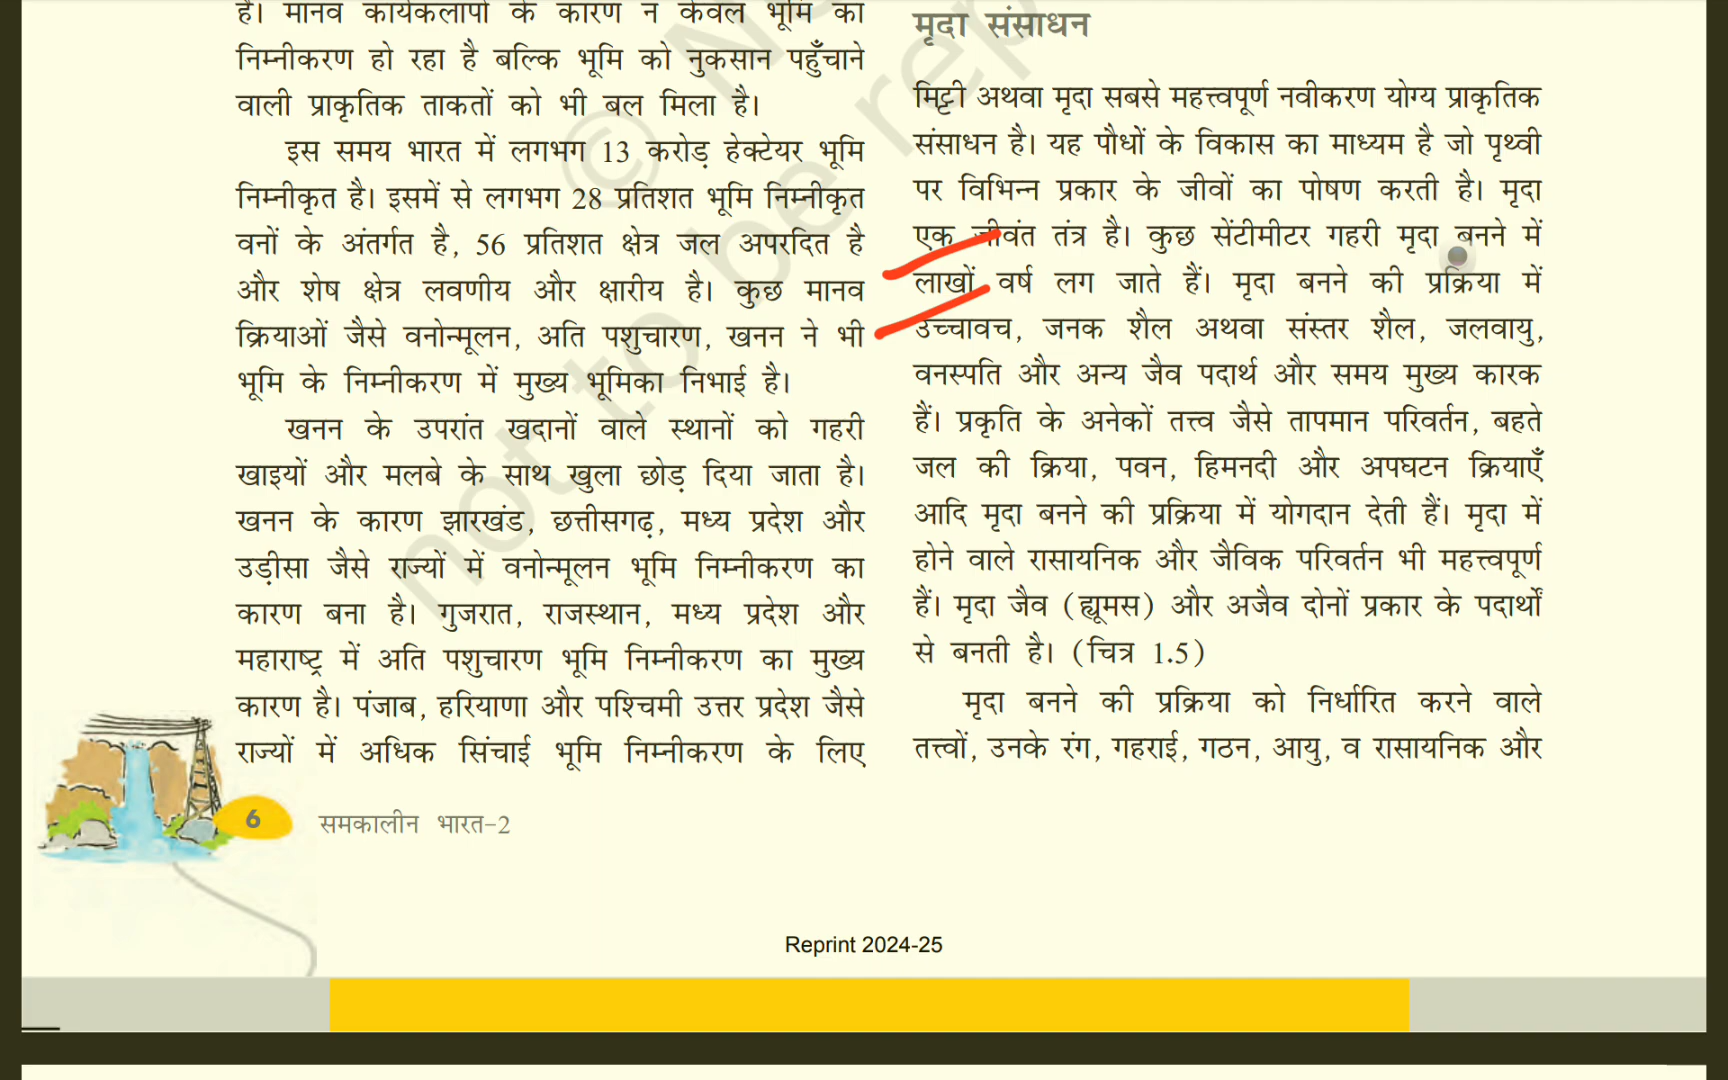 है। मानव कार्यकलापों के कारण न केवल भूमि का
निम्नीकरण हो रहा है बल्कि भूमि को नुकसान पहुँचाने
वाली प्राकृतिक ताकतों को भी बल मिला है।
इस समय भारत में लगभग 13 करोड़ हेक्टेयर भूमि
निम्नीकृत है। इसमें से लगभग 28 प्रतिशत भूमि निम्नीकृत
वनों के अंतर्गत है, 56 प्रतिशत क्षेत्र जल अपरदित है
और शेष क्षेत्र लवणीय और क्षारीय है। कुछ मानव
क्रियाओं जैसे वनोन्मूलन, अति पशुचारण, खनन ने भी
भूमि के निम्नीकरण में मुख्य भूमिका निभाई है।
खनन के उपरांत खदानों वाले स्थानों को गहरी
खाइयों और मलबे के साथ खुला छोड़ दिया जाता है।
खनन के कारण झारखंड, छत्तीसगढ़, मध्य प्रदेश और
उड़ीसा जैसे राज्यों में वनोन्मूलन भूमि निम्नीकरण का
कारण बना है। गुजरात, राजस्थान, मध्य प्रदेश और
महाराष्ट्र में अति पशुचारण भूमि निम्नीकरण का मुख्य
कारण है। पंजाब, हरियाणा और पश्चिमी उत्तर प्रदेश जैसे
राज्यों में अधिक सिंचाई भूमि निम्नीकरण के लिए
मृदा संसाधन
मिट्टी अथवा मृदा सबसे महत्त्वपूर्ण नवीकरण योग्य प्राकृतिक
संसाधन है। यह पौधों के विकास का माध्यम है जो पृथ्वी
पर विभिन्न प्रकार के जीवों का पोषण करती है। मृदा
एक जीवंत तंत्र है। कुछ सेंटीमीटर गहरी मृदा बनने में
लाखों वर्ष लग जाते हैं। मृदा बनने की प्रक्रिया में
उच्चावच, जनक शैल अथवा संस्तर शैल, जलवायु,
वनस्पति और अन्य जैव पदार्थ और समय मुख्य कारक
हैं। प्रकृति के अनेकों तत्त्व जैसे तापमान परिवर्तन, बहते
जल की क्रिया, पवन, हिमनदी और अपघटन क्रियाएँ
आदि मृदा बनने की प्रक्रिया में योगदान देती हैं। मृदा में
होने वाले रासायनिक और जैविक परिवर्तन भी महत्त्वपूर्ण
हैं। मृदा जैव (ह्यूमस) और अजैव दोनों प्रकार के पदार्थों
से बनती है। (चित्र 1.5)
मृदा बनने की प्रक्रिया को निर्धारित करने वाले
तत्त्वों, उनके रंग, गहराई, गठन, आयु, व रासायनिक और
© N
not to be rep
6
समकालीन भारत-2
Reprint 2024-25